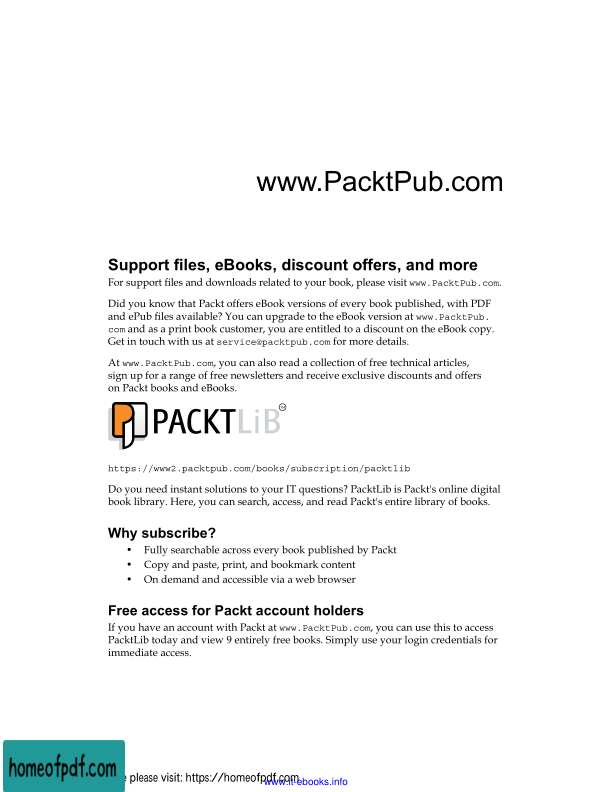 www.PacktPub.com
Support files, eBooks, discount offers, and more
For support files and downloads related to your book, please visit www.PacktPub.com.
Did you know that Packt offers eBook versions of every book published, with PDF
and ePub files available? You can upgrade to the eBook version at www.PacktPub.
com and as a print book customer, you are entitled to a discount on the eBook copy.
Get in touch with us at service@packtpub.com for more details.
At www.PacktPub.com, you can also read a collection of free technical articles,
sign up for a range of free newsletters and receive exclusive discounts and offers
on Packt books and eBooks.
PACKTLiB
https://www2.packtpub.com/books/subscription/packtlib
Do you need instant solutions to your IT questions? PacktLib is Packt's online digital
book library. Here, you can search, access, and read Packt's entire library of books.
Why subscribe?
• Fully searchable across every book published by Packt
• Copy and paste, print, and bookmark content
• On demand and accessible via a web browser
Free access for Packt account holders
If you have an account with Packt at www.PacktPub.com, you can use this to access
PacktLib today and view 9 entirely free books. Simply use your login credentials for
immediate access.
homeofpdf.com
please visit: https://homeofpdf.com
www.it-ebooks.info